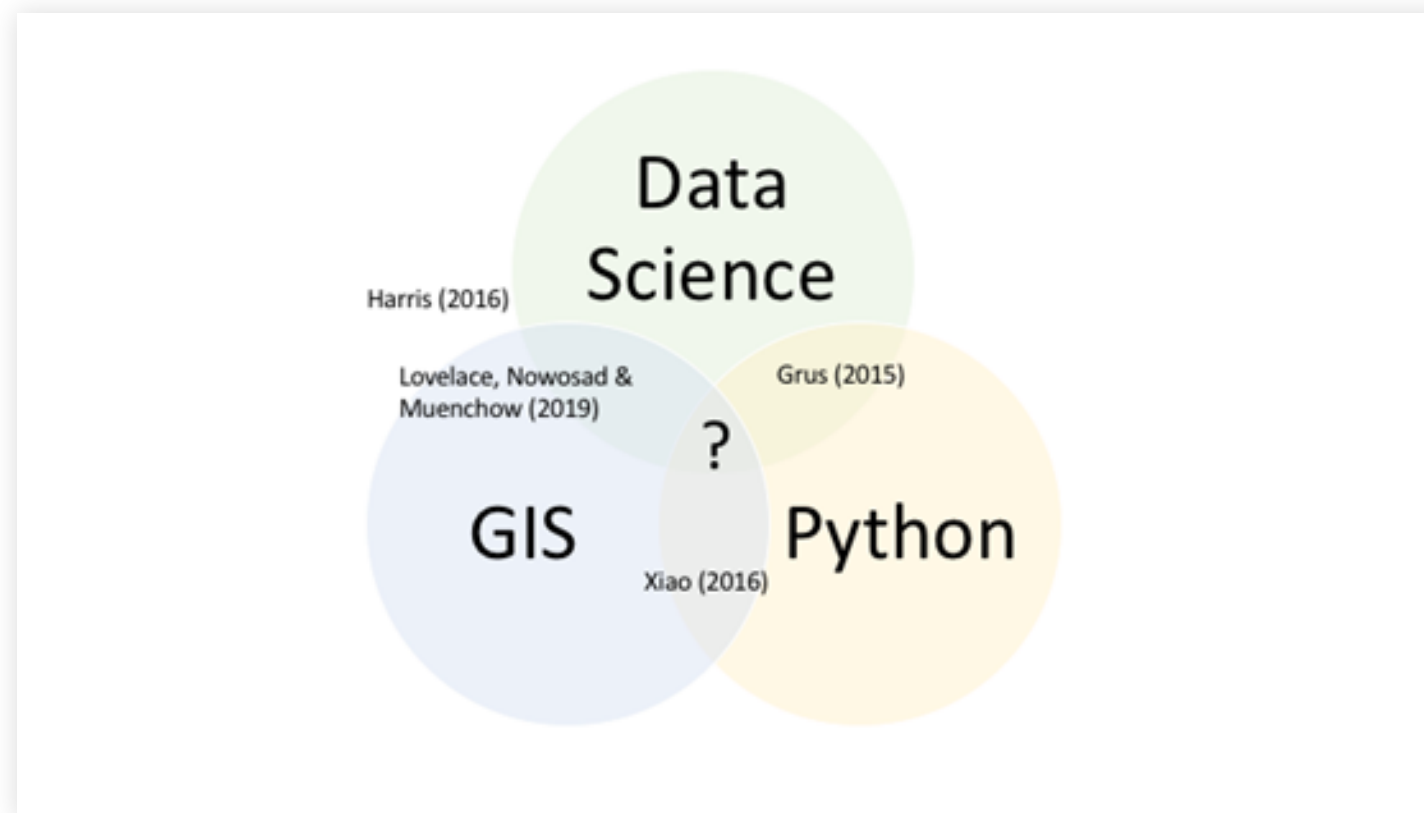 Data
Science
Harris (2016)
Lovelace, Nowosad &
Muenchow (2019)
Grus (2015)
?
GIS
Python
Xiao (2016)